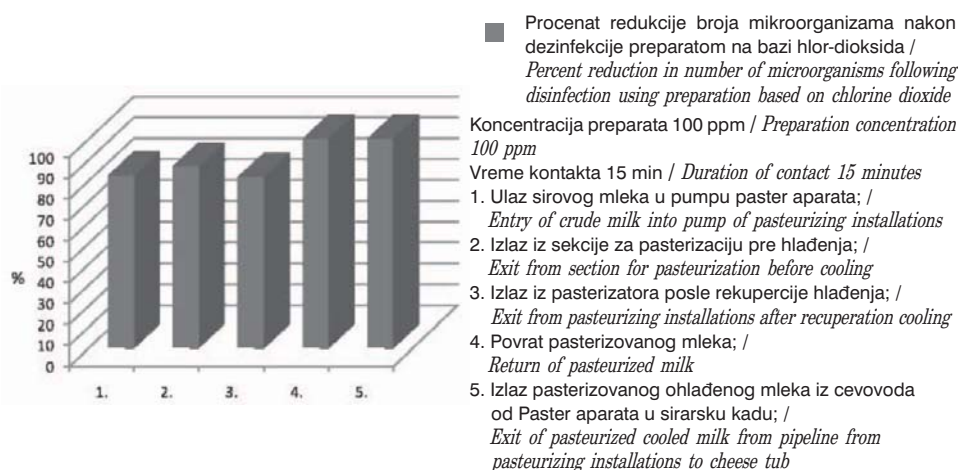 Procenat redukcije broja mikroorganizama nakon
dezinfekcije preparatom na bazi hlor-dioksida /
Percent reduction in number of microorganisms following
disinfection using preparation based on chlorine dioxide
Koncentracija preparata 100 ppm / Preparation concentration
100 ppm
Vreme kontakta 15 min / Duration of contact 15 minutes
1. Ulaz sirovog mleka u pumpu paster aparata; /
Entry of crude milk into pump of pasteurizing installations
2. Izlaz iz sekcije za pasterizaciju pre hlađenja; /
Exit from section for pasteurization before cooling
3. Izlaz iz pasterizatora posle rekupercije hlađenja; /
Exit from pasteurizing installations after recuperation cooling
4. Povrat pasterizovanog mleka; /
Return of pasteurized milk
5. Izlaz pasterizovanog ohlađenog mleka iz cevovoda
od Paster aparata u sirarsku kadu; /
Exit of pasteurized cooled milk from pipeline from
pasteurizing installations to cheese tub
100
90
80
70
60
50
%
40
30
20
10
0
1. 2. 3. 4. 5.